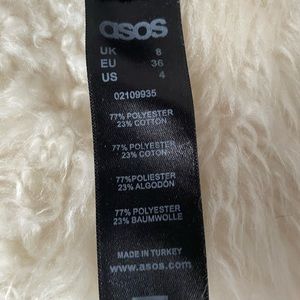 asos
UK 8
EU 36
US 4
02109935
77% POLYESTER
23% COTTON
77% POLYESTER
23% COTON
77%POLIESTER
23% ALGODÓN
77% POLYESTER
23% BAUMWOLLE
MADE IN TURKEY
www.asos.com